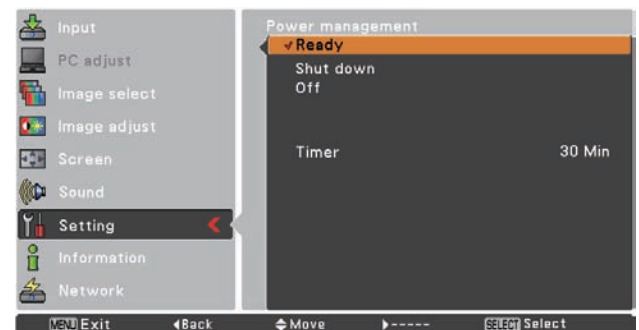 Input
PC adjust
Image select
Image adjust
Screen
Sound
Setting
Information
Network
Power management
Ready
Shut down
Off
Timer 30 Min
MENU Exit Back Move ----- SELECT Select